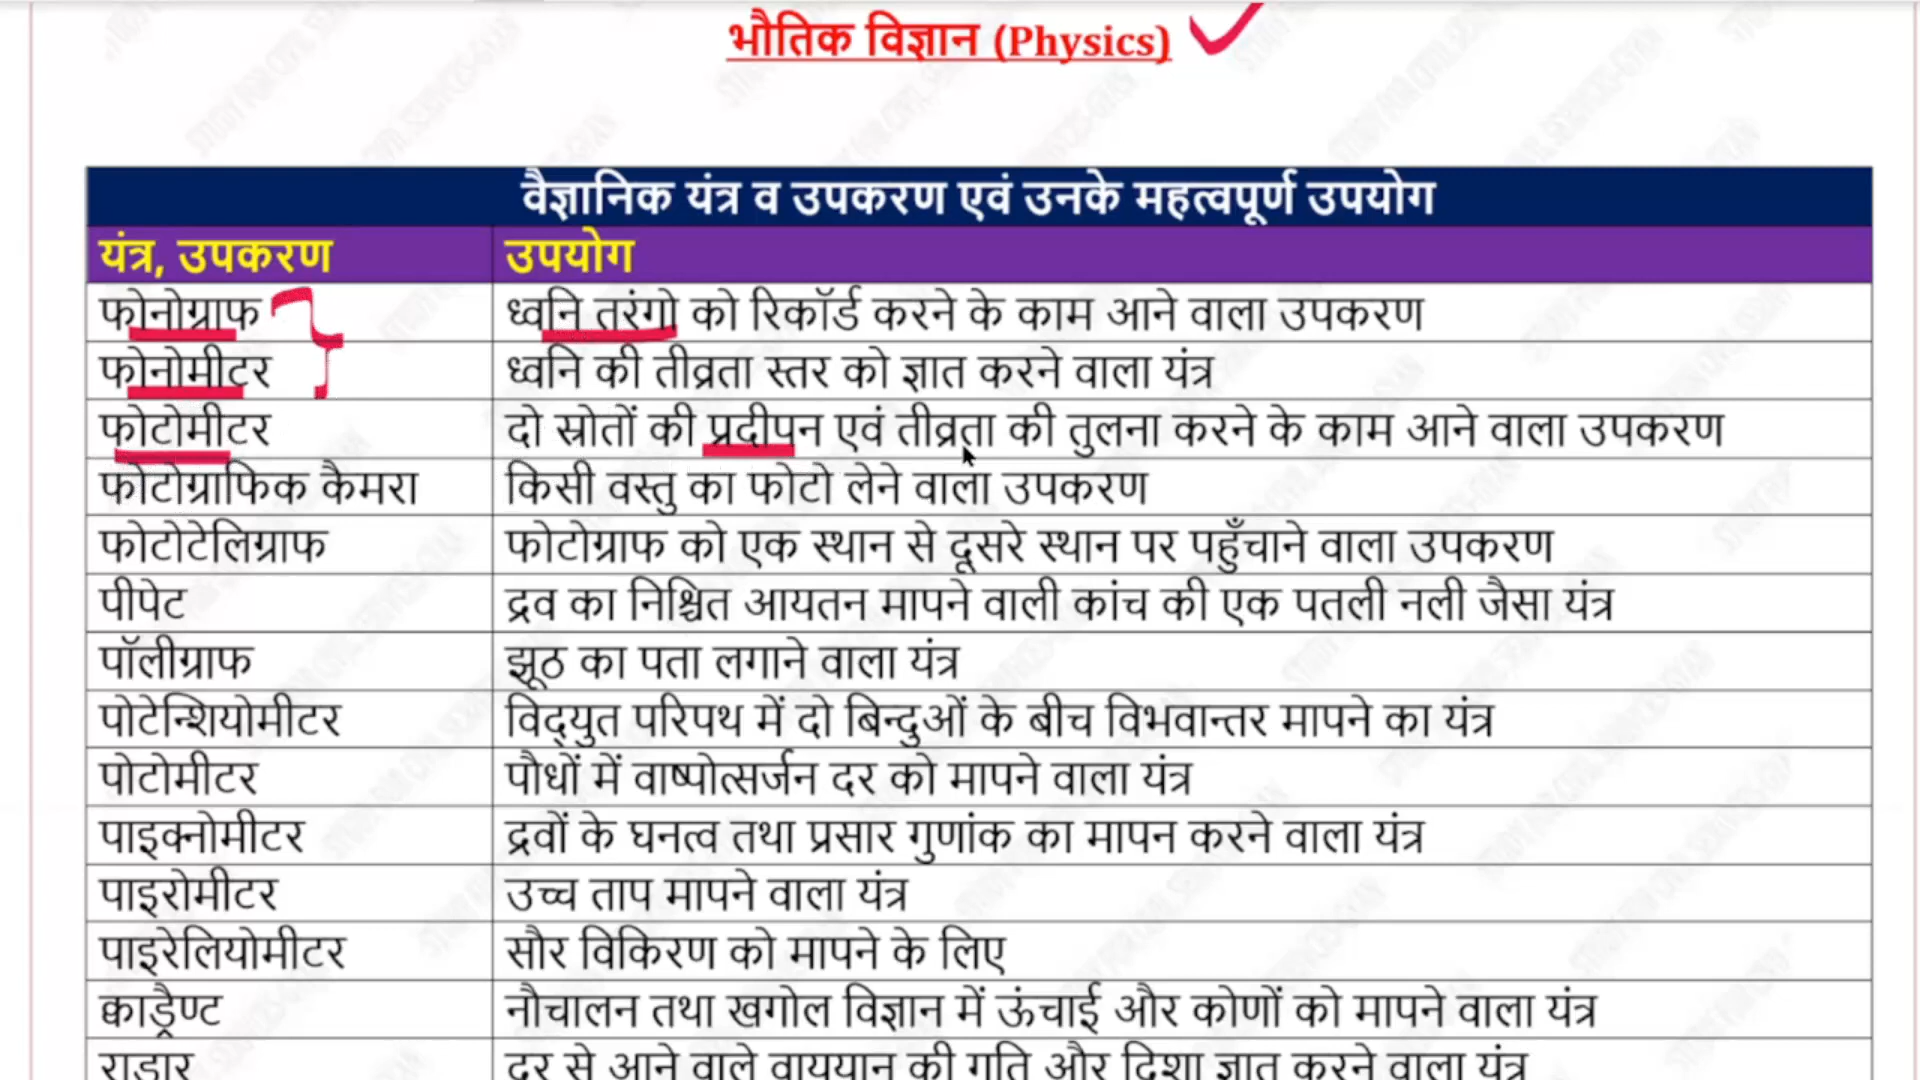 भौतिक विज्ञान (Physics)
वैज्ञानिक यंत्र व उपकरण एवं उनके महत्वपूर्ण उपयोग
यंत्र, उपकरण उपयोग
फोनोग्राफ ध्वनि तरंगो को रिकॉर्ड करने के काम आने वाला उपकरण
फोनोमीटर ध्वनि की तीव्रता स्तर को ज्ञात करने वाला यंत्र
फोटोमीटर दो स्रोतों की प्रदीपन एवं तीव्रता की तुलना करने के काम आने वाला उपकरण
फोटोग्राफिक कैमरा किसी वस्तु का फोटो लेने वाला उपकरण
फोटोटेलिग्राफ फोटोग्राफ को एक स्थान से दूसरे स्थान पर पहुँचाने वाला उपकरण
पीपेट द्रव का निश्चित आयतन मापने वाली कांच की एक पतली नली जैसा यंत्र
पॉलीग्राफ झूठ का पता लगाने वाला यंत्र
पोटेन्शियोमीटर विद्‌युत परिपथ में दो बिन्दुओं के बीच विभवान्तर मापने का यंत्र
पोटोमीटर पौधों में वाष्पोत्सर्जन दर को मापने वाला यंत्र
पाइक्नोमीटर द्रवों के घनत्व तथा प्रसार गुणांक का मापन करने वाला यंत्र
पाइरोमीटर उच्च ताप मापने वाला यंत्र
पाइरेलियोमीटर सौर विकिरण को मापने के लिए
क्वाड्रैण्ट नौचालन तथा खगोल विज्ञान में ऊंचाई और कोणों को मापने वाला यंत्र
राडार दूर से आने वाले वायुयान की गति और दिशा ज्ञात करने वाला यंत्र